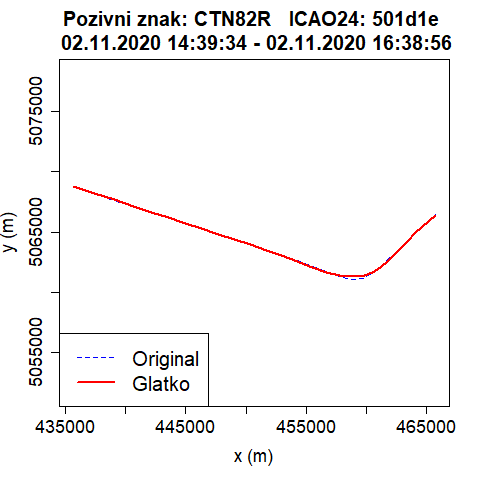 Pozivni znak: CTN82R   ICAO24: 501d1e
02.11.2020 14:39:34 - 02.11.2020 16:38:56
5075000
5065000
5055000
y (m)
Original
Glatko
435000 445000 455000 465000
x (m)